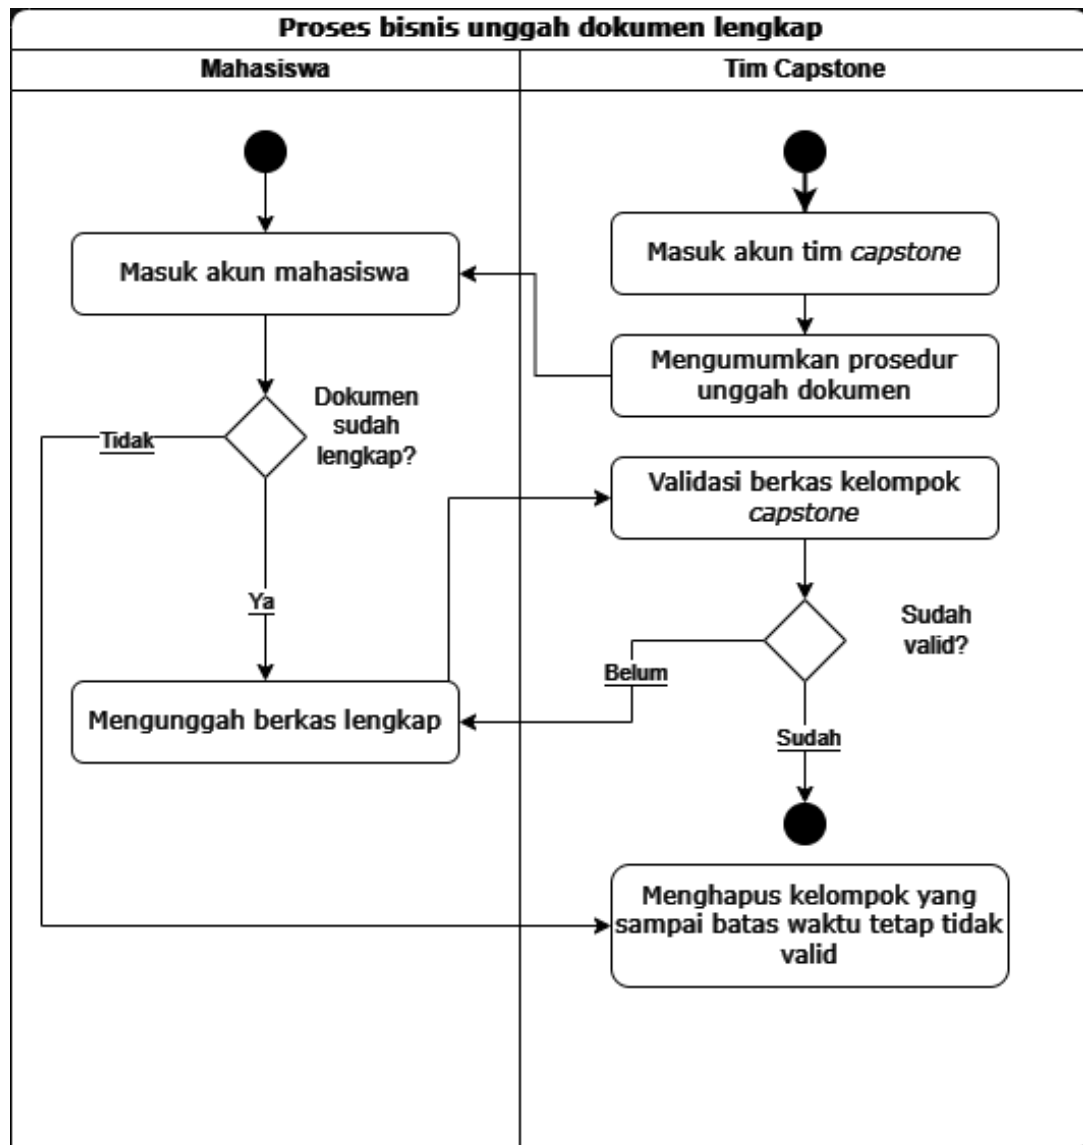 Proses bisnis unggah dokumen lengkap
Mahasiswa
Tim Capstone
Masuk akun mahasiswa
Masuk akun tim capstone
Mengumumkan prosedur
unggah dokumen
Dokumen
sudah
lengkap?
Tidak
Ya
Validasi berkas kelompok
capstone
Sudah
valid?
Belum
Mengunggah berkas lengkap
Sudah
Menghapus kelompok yang
sampai batas waktu tetap tidak
valid